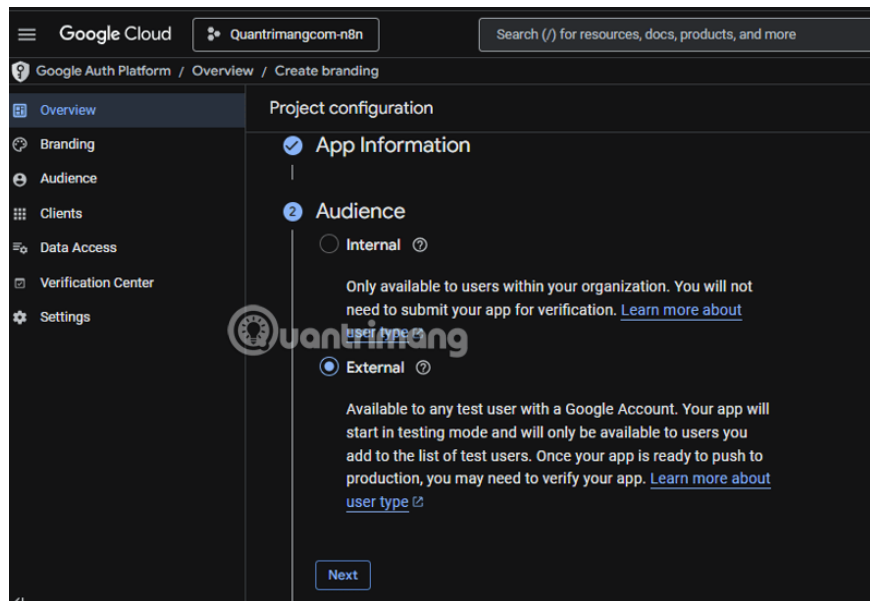 Google Cloud
Quantrimangcom-n8n
Search (/) for resources, docs, products, and more
Google Auth Platform / Overview / Create branding
Overview
Branding
Audience
Clients
Data Access
Verification Center
Settings
Project configuration
App Information
2 Audience
Internal
Only available to users within your organization. You will not
need to submit your app for verification. Learn more about
user type
Quantrimang
External
Available to any test user with a Google Account. Your app will
start in testing mode and will only be available to users you
add to the list of test users. Once your app is ready to push to
production, you may need to verify your app. Learn more about
user type
Next